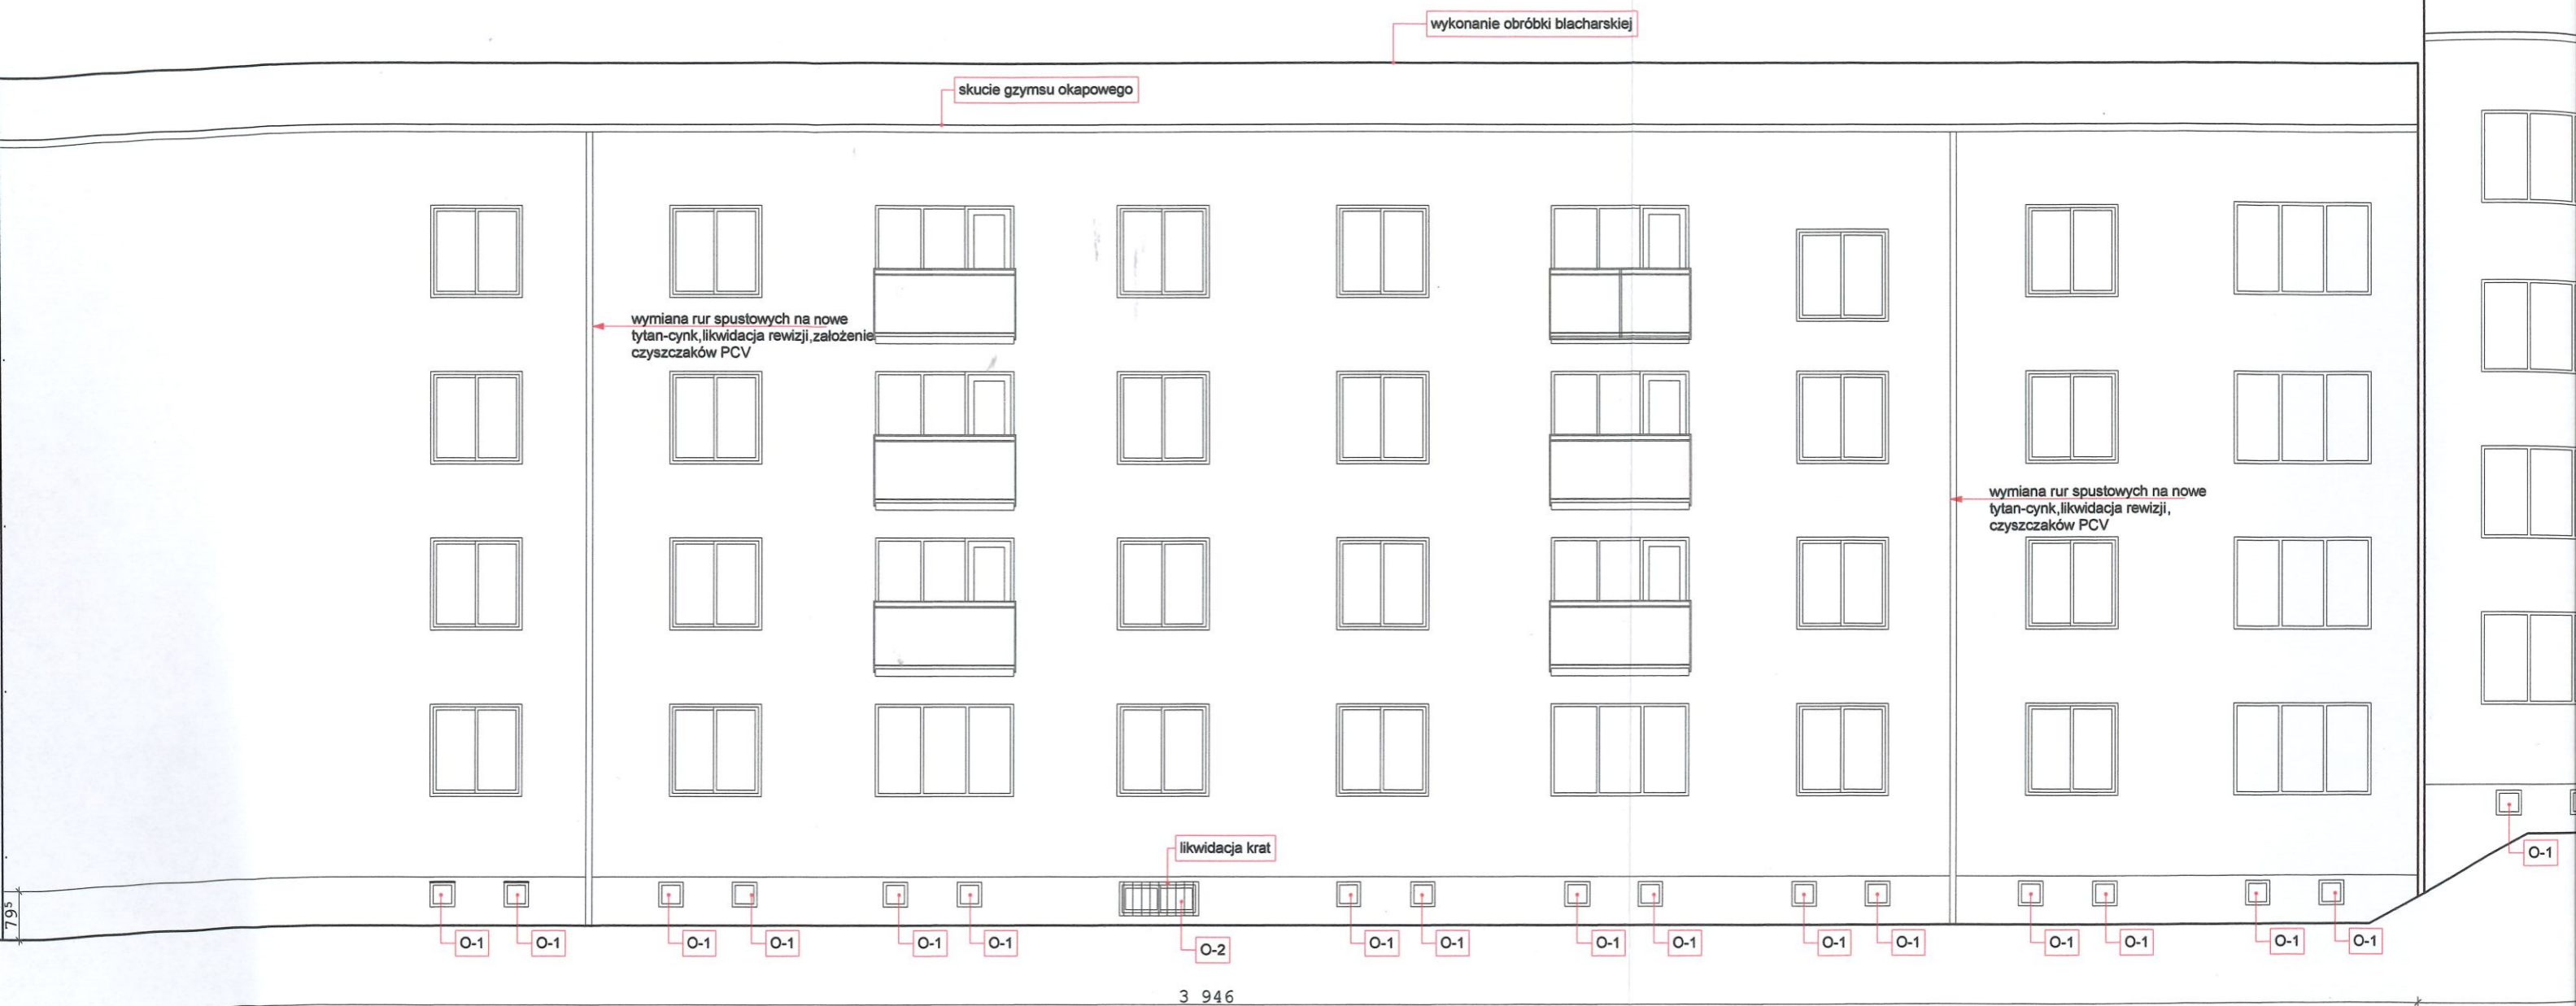 wykonanie obróbki blacharskiej
skucie gzymsu okapowego
wymiana rur spustowych na nowe
tytan-cynk,likwidacja rewizji,założenie
czyszczaków PCV
wymiana rur spustowych na nowe
tytan-cynk,likwidacja rewizji,
czyszczaków PCV
likwidacja krat
O-1
79⁵
O-1
O-1
O-1
O-1
O-1
O-1
O-2
O-1
O-1
O-1
O-1
O-1
O-1
O-1
O-1
O-1
O-1
3 946